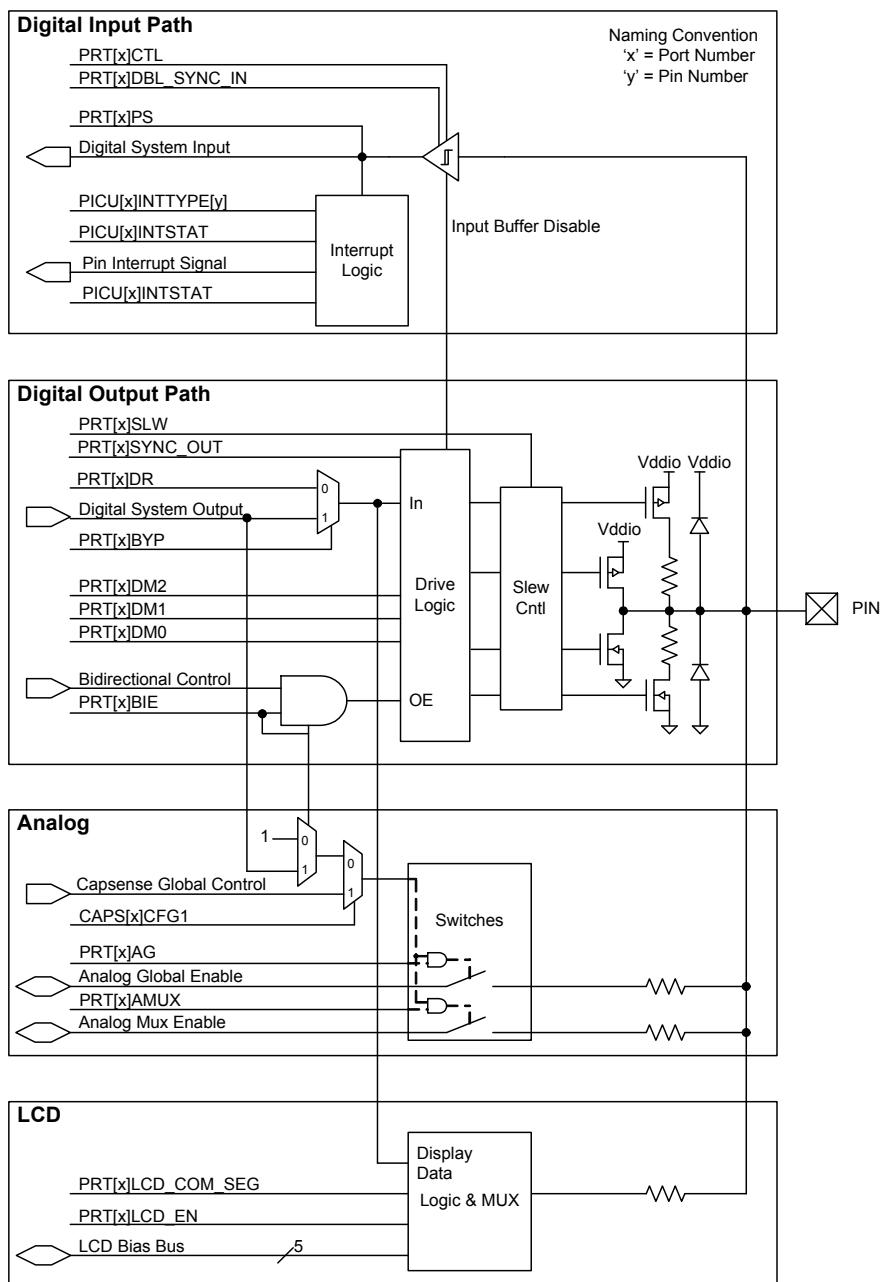 Digital Input Path
Naming Convention
‘x’ = Port Number
‘y’ = Pin Number
PRT[x]CTL
PRT[x]DBL_SYNC_IN
PRT[x]PS
Digital System Input
PICU[x]INTTYPE[y]
PICU[x]INTSTAT
Pin Interrupt Signal
PICU[x]INTSTAT
Interrupt
Logic
Input Buffer Disable
Digital Output Path
PRT[x]SLW
PRT[x]SYNC_OUT
PRT[x]DR
Digital System Output
PRT[x]BYP
0
1
In
PRT[x]DM2
PRT[x]DM1
PRT[x]DM0
Drive
Logic
Slew
Cntl
Vddio Vddio
Vddio
PIN
Bidirectional Control
PRT[x]BIE
OE
Analog
1
0
1
0
1
Capsense Global Control
CAPS[x]CFG1
Switches
PRT[x]AG
Analog Global Enable
PRT[x]AMUX
Analog Mux Enable
LCD
Display
Data
Logic & MUX
PRT[x]LCD_COM_SEG
PRT[x]LCD_EN
LCD Bias Bus
5